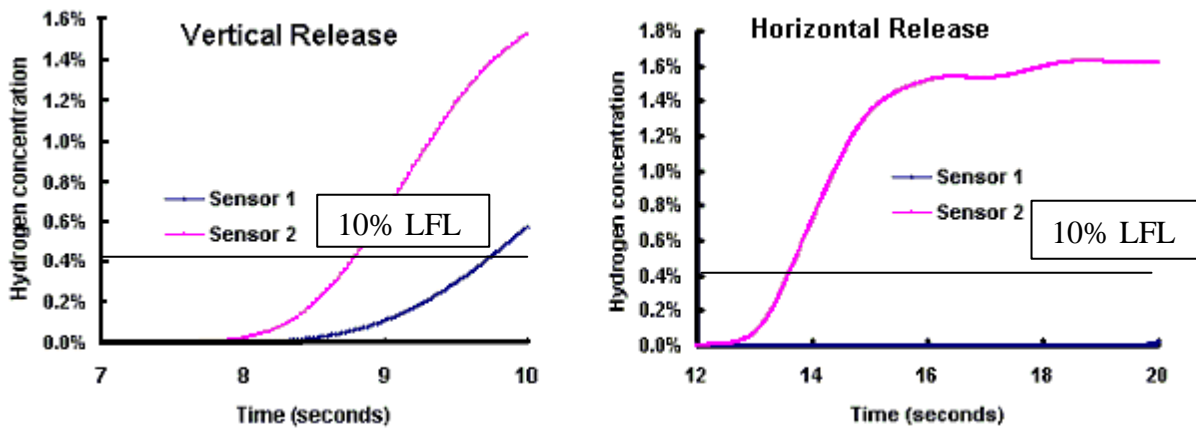 Vertical Release
Hydrogen concentration
1.6%
1.4%
1.2%
1.0%
0.8%
0.6%
0.4%
0.2%
0.0%
Sensor 1
Sensor 2
10% LFL
7 8 9 10
Time (seconds)
Horizontal Release
Hydrogen concentration
1.8%
1.6%
1.4%
1.2%
1.0%
0.8%
0.6%
0.4%
0.2%
0.0%
Sensor 1
Sensor 2
10% LFL
12 14 16 18 20
Time (seconds)